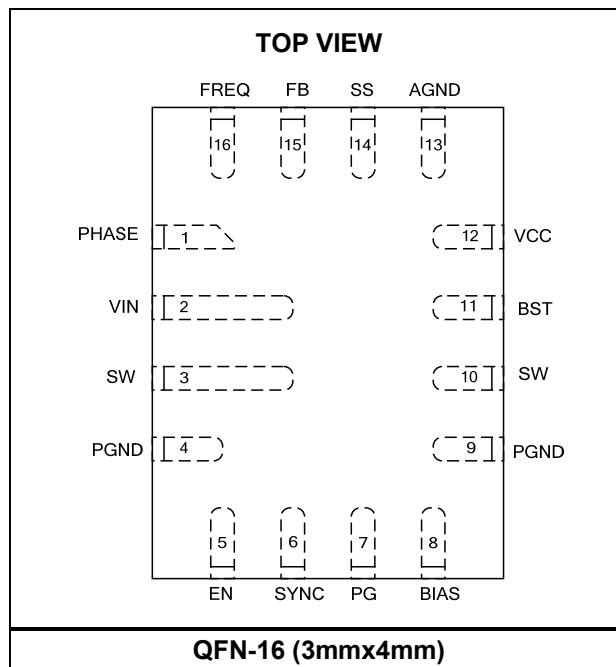 TOP VIEW
FREQ FB SS AGND
16 15 14 13
PHASE 1 12 VCC
VIN 2 11 BST
SW 3 10 SW
PGND 4 9 PGND
5 6 7 8
EN SYNC PG BIAS
QFN-16 (3mmx4mm)